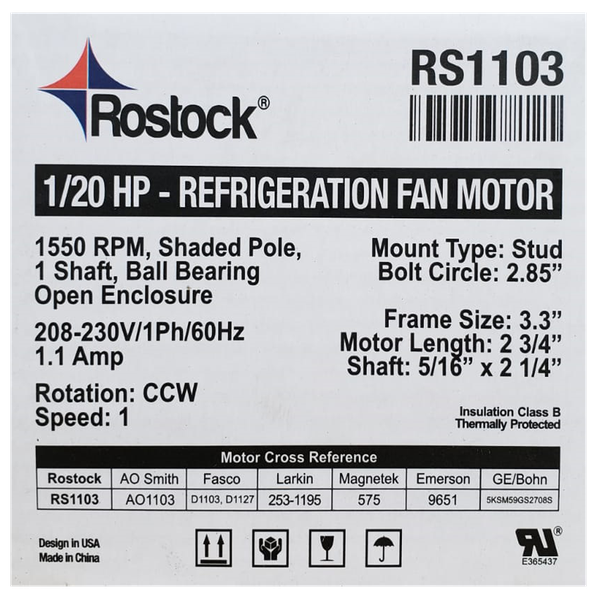 Rostock®
RS1103
1/20 HP - REFRIGERATION FAN MOTOR
1550 RPM, Shaded Pole,
1 Shaft, Ball Bearing
Open Enclosure
208-230V/1Ph/60Hz
1.1 Amp
Rotation: CCW
Speed: 1
Mount Type: Stud
Bolt Circle: 2.85”
Frame Size: 3.3”
Motor Length: 2 3/4”
Shaft: 5/16” x 2 1/4”
Insulation Class B
Thermally Protected
Motor Cross Reference
Rostock AO Smith Fasco Larkin Magnetek Emerson GE/Bohn
RS1103 AO1103 D1103, D1127 253-1195 575 9651 5KSM59GS2708S
Design in USA
Made in China
RU®
E365437